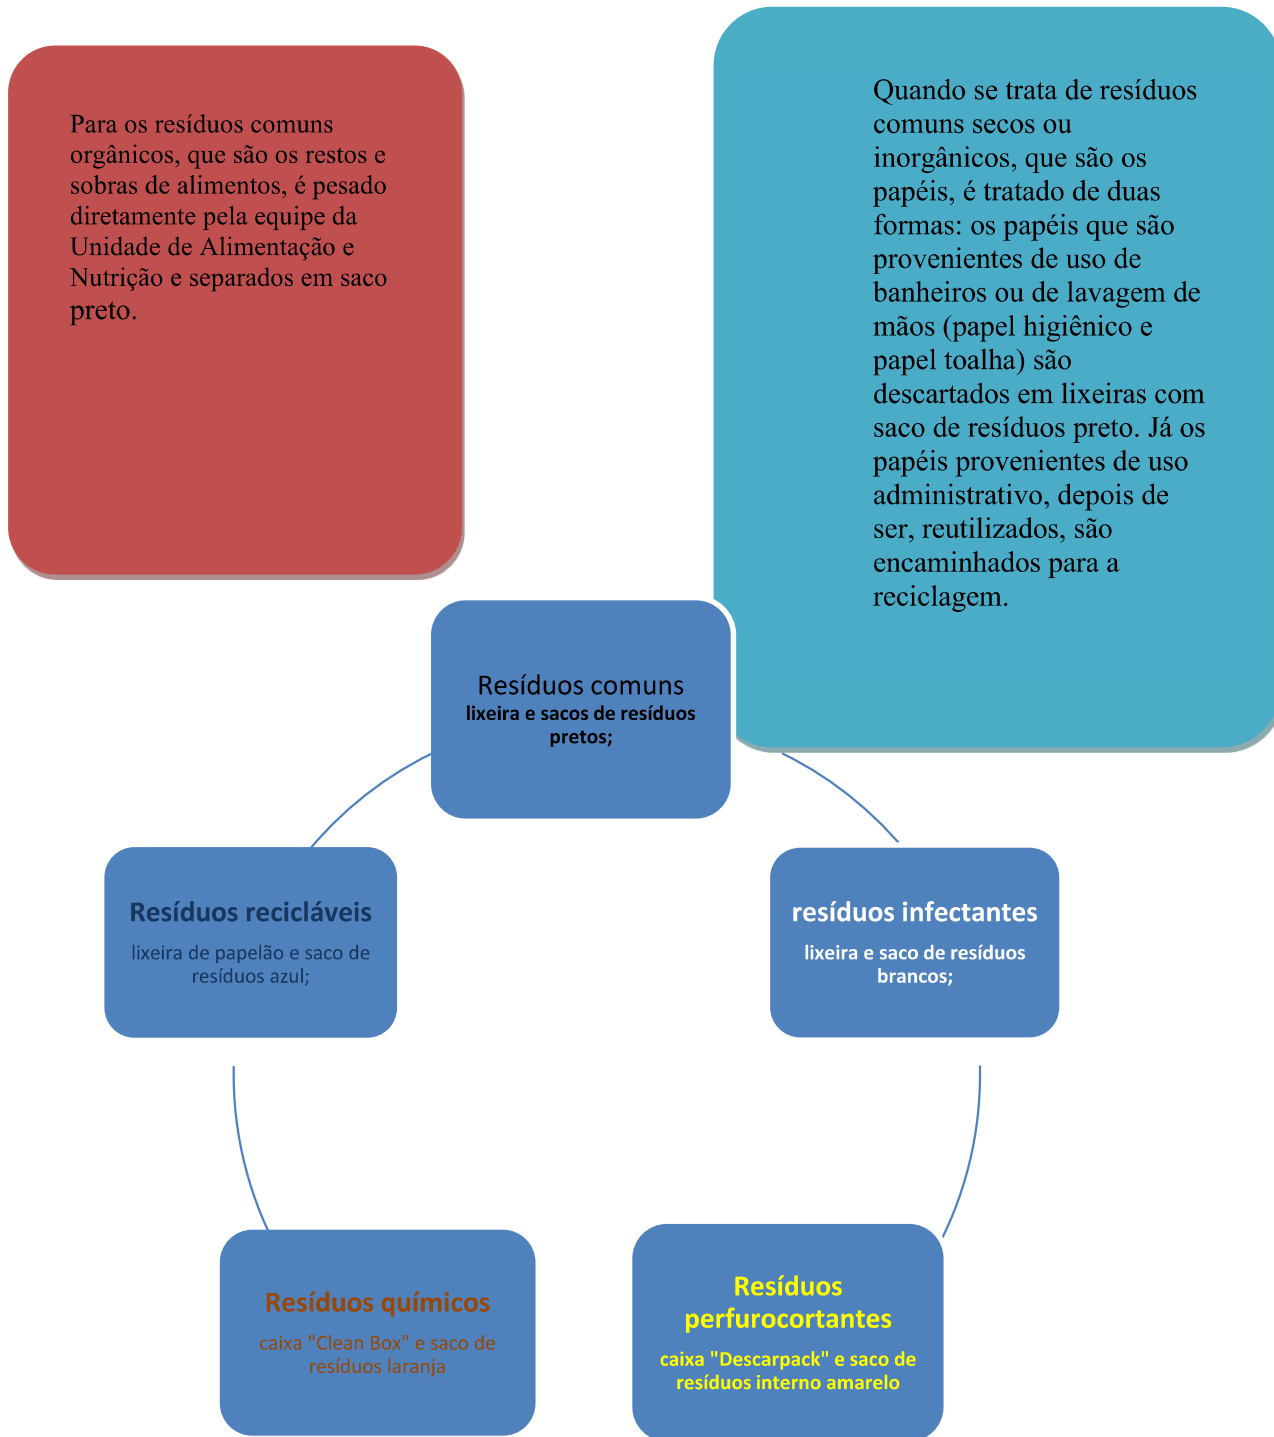 Para os resíduos comuns
orgânicos, que são os restos e
sobras de alimentos, é pesado
diretamente pela equipe da
Unidade de Alimentação e
Nutrição e separados em saco
preto.
Quando se trata de resíduos
comuns secos ou
inorgânicos, que são os
papéis, é tratado de duas
formas: os papéis que são
provenientes de uso de
banheiros ou de lavagem de
mãos (papel higiênico e
papel toalha) são
descartados em lixeiras com
saco de resíduos preto. Já os
papéis provenientes de uso
administrativo, depois de
ser, reutilizados, são
encaminhados para a
reciclagem.
Resíduos comuns
lixeira e sacos de resíduos
pretos;
Resíduos recicláveis
lixeira de papelão e saco de
resíduos azul;
resíduos infectantes
lixeira e saco de resíduos
brancos;
Resíduos químicos
caixa "Clean Box" e saco de
resíduos laranja
Resíduos
perfurocortantes
caixa "Descarpack" e saco de
resíduos interno amarelo